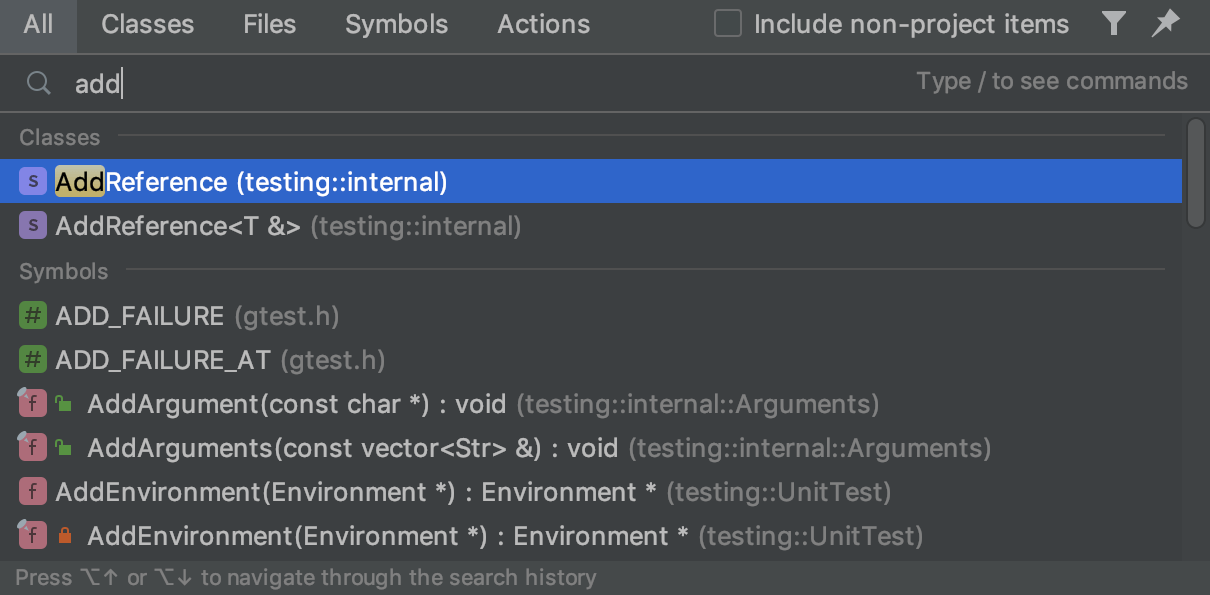 All Classes Files Symbols Actions Include non-project items
add Type / to see commands
Classes
S AddReference (testing::internal)
S AddReference<T &> (testing::internal)
Symbols
# ADD_FAILURE (gtest.h)
# ADD_FAILURE_AT (gtest.h)
f AddArgument(const char *) : void (testing::internal::Arguments)
f AddArguments(const vector<Str> &) : void (testing::internal::Arguments)
f AddEnvironment(Environment *) : Environment * (testing::UnitTest)
f AddEnvironment(Environment *) : Environment * (testing::UnitTest)
Press ⌥↑ or ⌥↓ to navigate through the search history